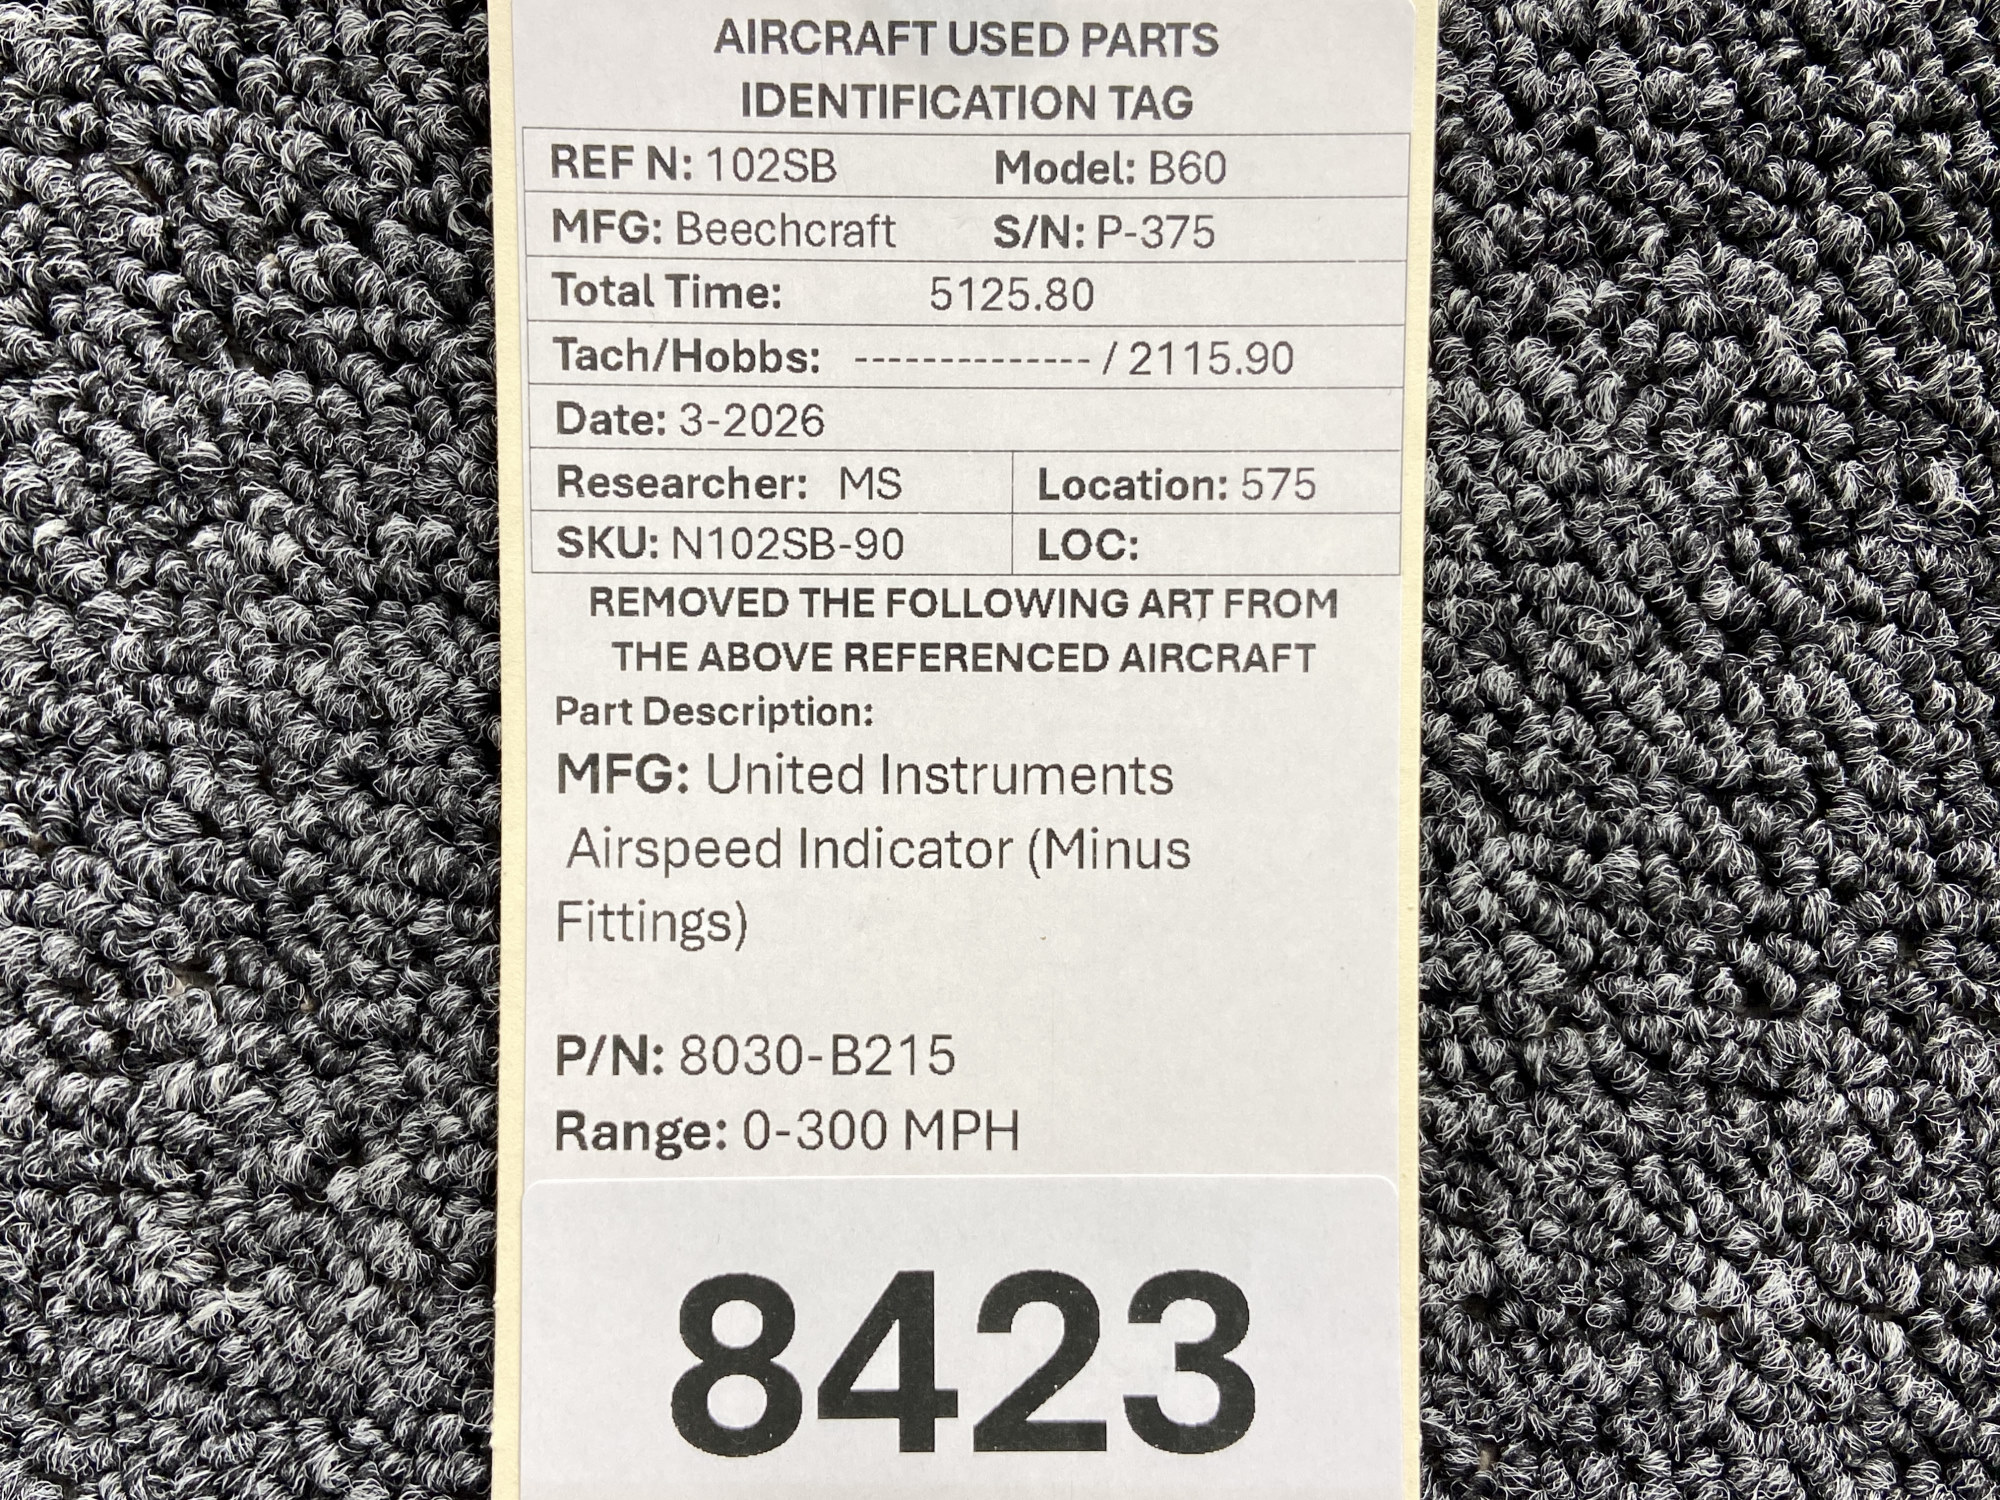 AIRCRAFT USED PARTS
IDENTIFICATION TAG
REF N: 102SB Model: B60
MFG: Beechcraft S/N: P-375
Total Time: 5125.80
Tach/Hobbs: -------------- / 2115.90
Date: 3-2026
Researcher: MS Location: 575
SKU: N102SB-90 LOC:
REMOVED THE FOLLOWING ART FROM
THE ABOVE REFERENCED AIRCRAFT
Part Description:
MFG: United Instruments
Airspeed Indicator (Minus
Fittings)
P/N: 8030-B215
Range: 0-300 MPH
8423